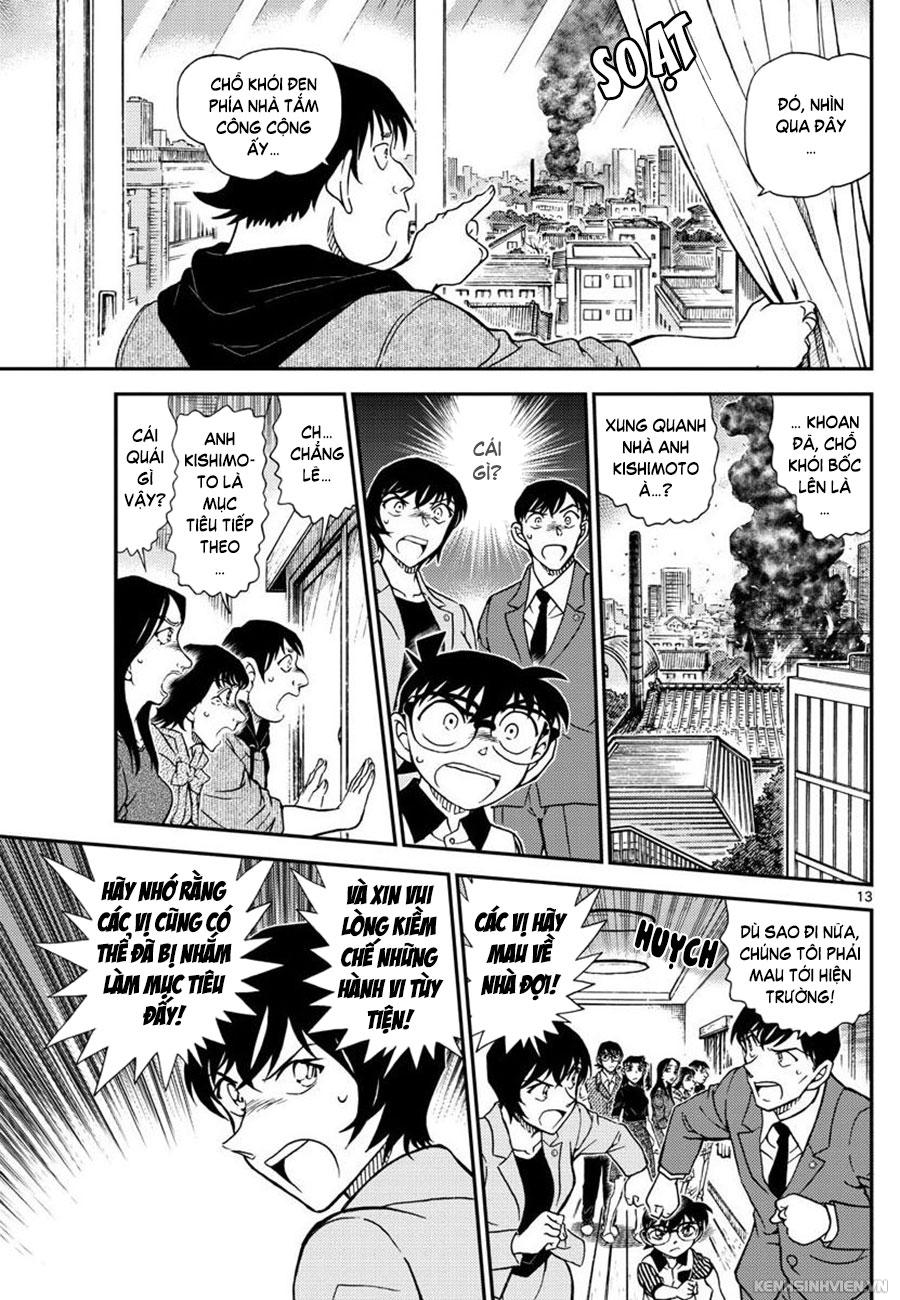 SOẠT
ĐÓ, NHÌN
QUA ĐÂY
...
CHỖ KHÓI ĐEN
PHÍA NHÀ TẮM
CÔNG CỘNG
ẤY...
... KHOAN
ĐÃ, CHỖ
KHÓI BỐC
LÊN LÀ
...
XUNG QUANH
NHÀ ANH
KISHIMOTO
À...?
CÁI
GÌ?
CH...
CHẲNG
LẼ
ANH
KISHIMO-
TO LÀ
MỤC
TIÊU TIẾP
THEO
...
CÁI
QUÁI
GÌ
VẬY?
13
DÙ SAO ĐI NỮA,
CHÚNG TÔI PHẢI
MAU TỚI HIỆN
TRƯỜNG!
HUỴCH
CÁC VỊ HÃY
MAU VỀ
NHÀ ĐỢI!
VÀ XIN VUI
LÒNG KIỀM
CHẾ NHỮNG
HÀNH VI TÙY
TIỆN!
HÃY NHỚ RẰNG
CÁC VỊ CŨNG CÓ
THỂ ĐÃ BỊ NHẮM
LÀM MỤC TIÊU
ĐẤY!
KENHSINHVIEN.VN